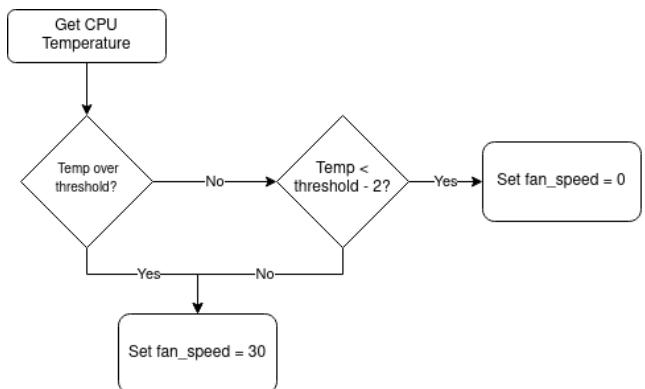 Get CPU
Temperature
Temp over
threshold?
No
Temp <
threshold - 2?
Yes
Set fan_speed = 0
Yes
No
Set fan_speed = 30